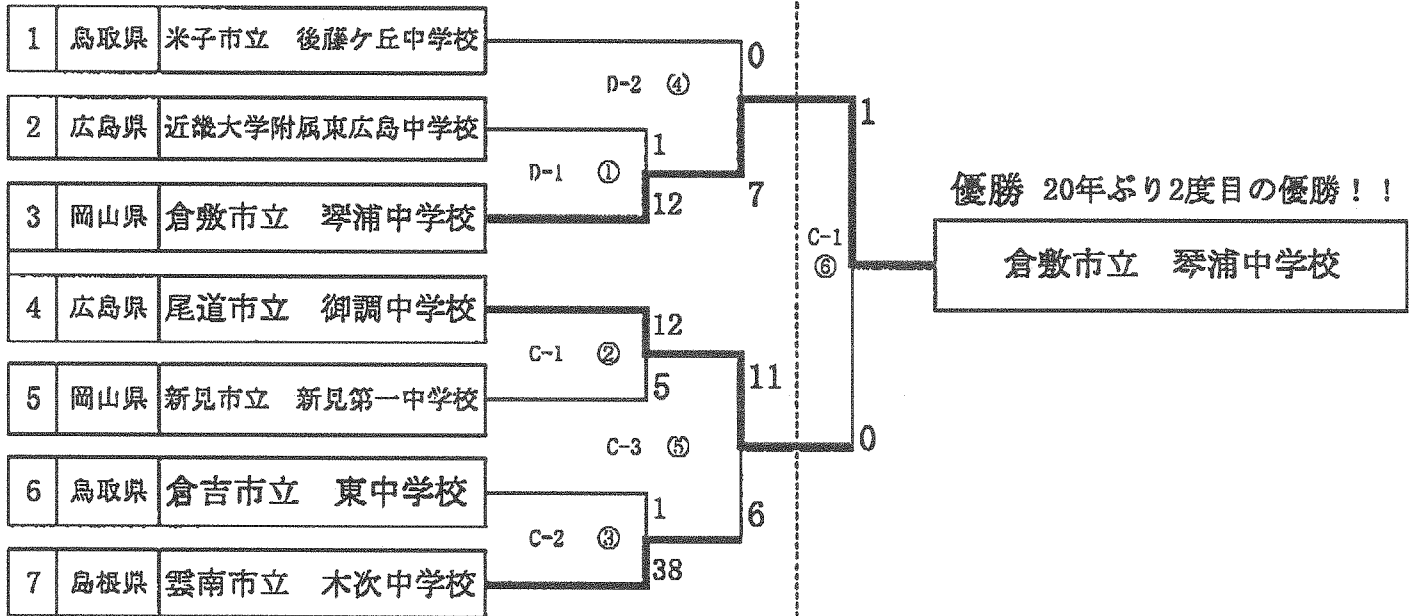 1 鳥取県 米子市立 後藤ケ丘中学校
0
D-2 ④
2 広島県 近畿大学附属東広島中学校
1
1
D-1 ①
12
7
3 岡山県 倉敷市立 琴浦中学校
優勝 20年ぶり2度目の優勝！！
C-1
⑥
倉敷市立 琴浦中学校
4 広島県 尾道市立 御調中学校
12
C-1 ②
11
5
5 岡山県 新見市立 新見第一中学校
C-3 ⑤
0
6 鳥取県 倉吉市立 東中学校
1
6
C-2 ③
38
7 島根県 雲南市立 木次中学校